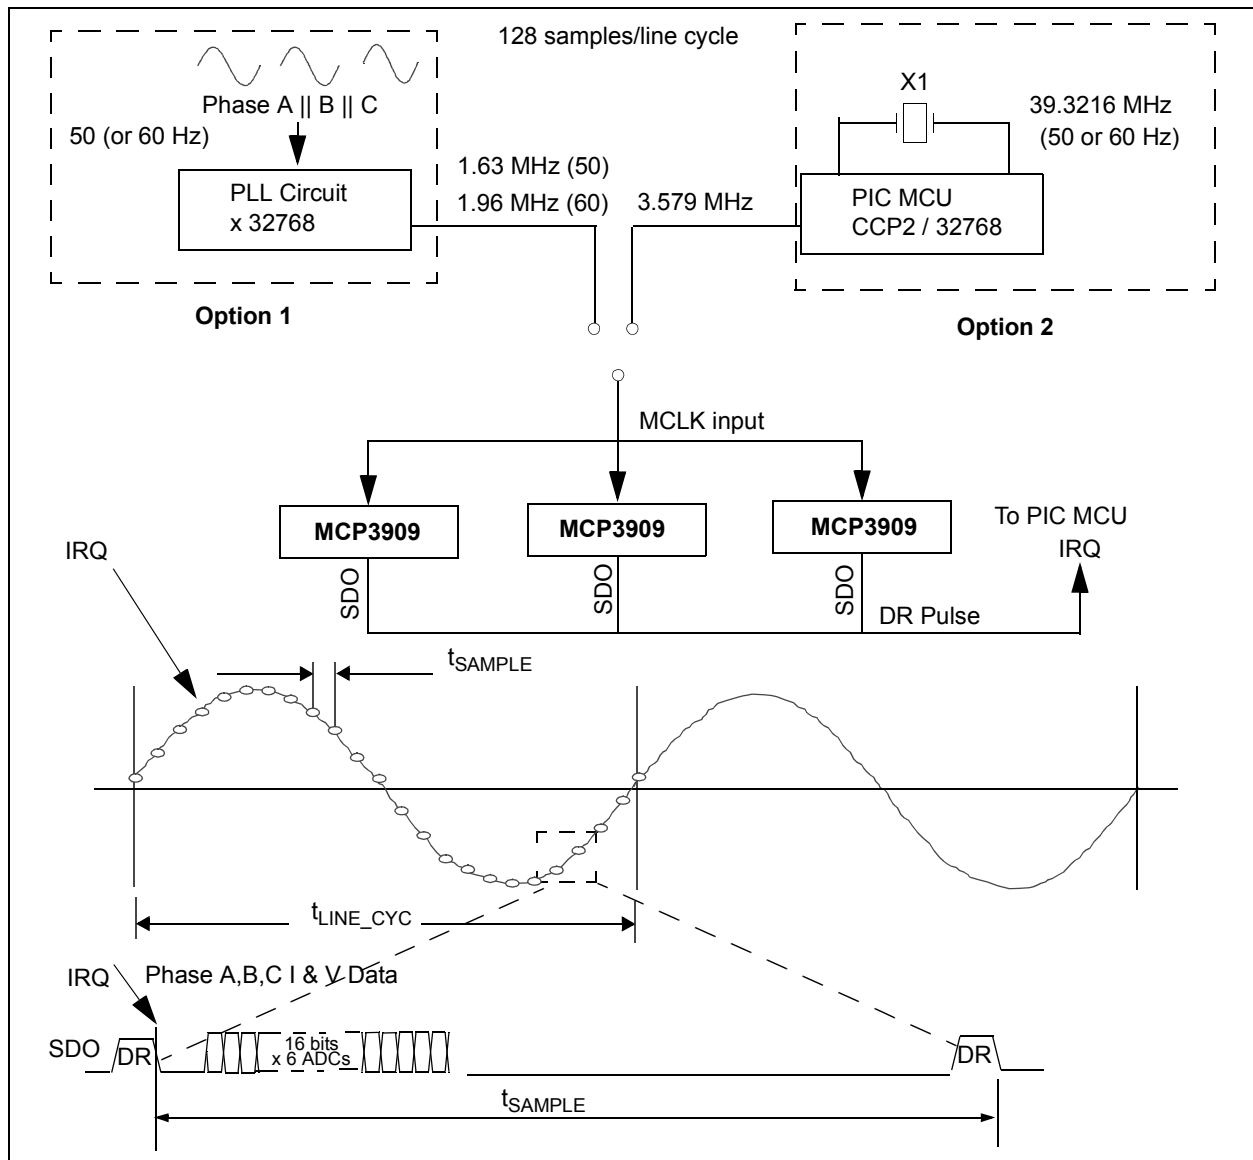 128 samples/line cycle
Phase A || B || C
50 (or 60 Hz)
PLL Circuit
x 32768
Option 1
1.63 MHz (50)
1.96 MHz (60)
3.579 MHz
X1
39.3216 MHz
(50 or 60 Hz)
PIC MCU
CCP2 / 32768
Option 2
MCLK input
MCP3909
MCP3909
MCP3909
SDO
SDO
SDO
To PIC MCU
IRQ
DR Pulse
IRQ
tSAMPLE
tLINE_CYC
IRQ
Phase A,B,C I & V Data
SDO
DR
16 bits
x 6 ADCs
DR
tSAMPLE